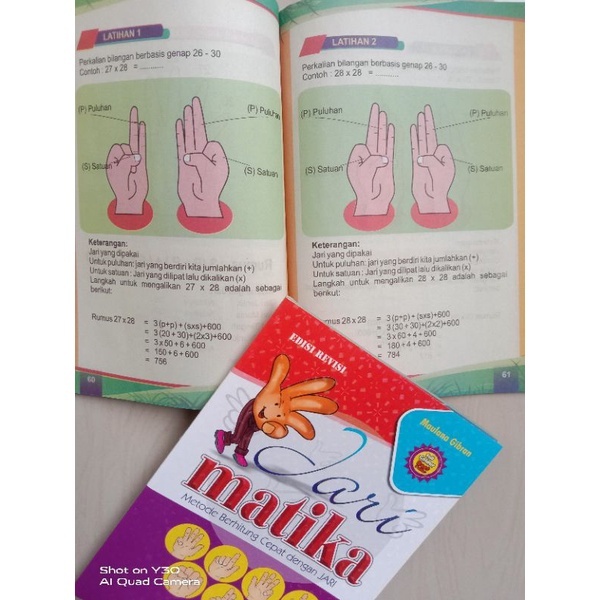 LATIHAN 1
Perkalian bilangan berbasis genap 26 - 30
Contoh : 27 x 28 = ..........
(P) Puluhan
(P) Puluhan
(S) Satuan
(S) Satuan
Keterangan:
Jari yang dipakai
Untuk puluhan: jari yang berdiri kita jumlahkan (+)
Untuk satuan : Jari yang dilipat lalu dikalikan (x)
Langkah untuk mengalikan 27 x 28 adalah sebagai
berikut:
Rumus 27 x 28 = 3 (p+p) + (sxs)+600
= 3 (20 + 30)+(2x3)+600
= 3 x 50 + 6 + 600
= 150 + 6 + 600
= 756
60
LATIHAN 2
Perkalian bilangan berbasis genap 26 - 30
Contoh : 28 x 28 = ..........
(P) Puluhan
(P) Puluhan
(S) Satuan
(S) Satuan
Keterangan:
Jari yang dipakai
Untuk puluhan: jari yang berdiri kita jumlahkan (+)
Untuk satuan : Jari yang dilipat lalu dikalikan (x)
Langkah untuk mengalikan 28 x 28 adalah sebagai
berikut:
Rumus 28 x 28 = 3 (p+p) + (sxs)+600
= 3 (30 + 30)+(2x2)+600
= 3 x 60 + 4 + 600
= 180 + 4 + 600
= 784
61
EDISI REVISI
Maulana Gibran
Jari
matika
Metode Berhitung Cepat dengan JARI
Shot on Y30
AI Quad Camera